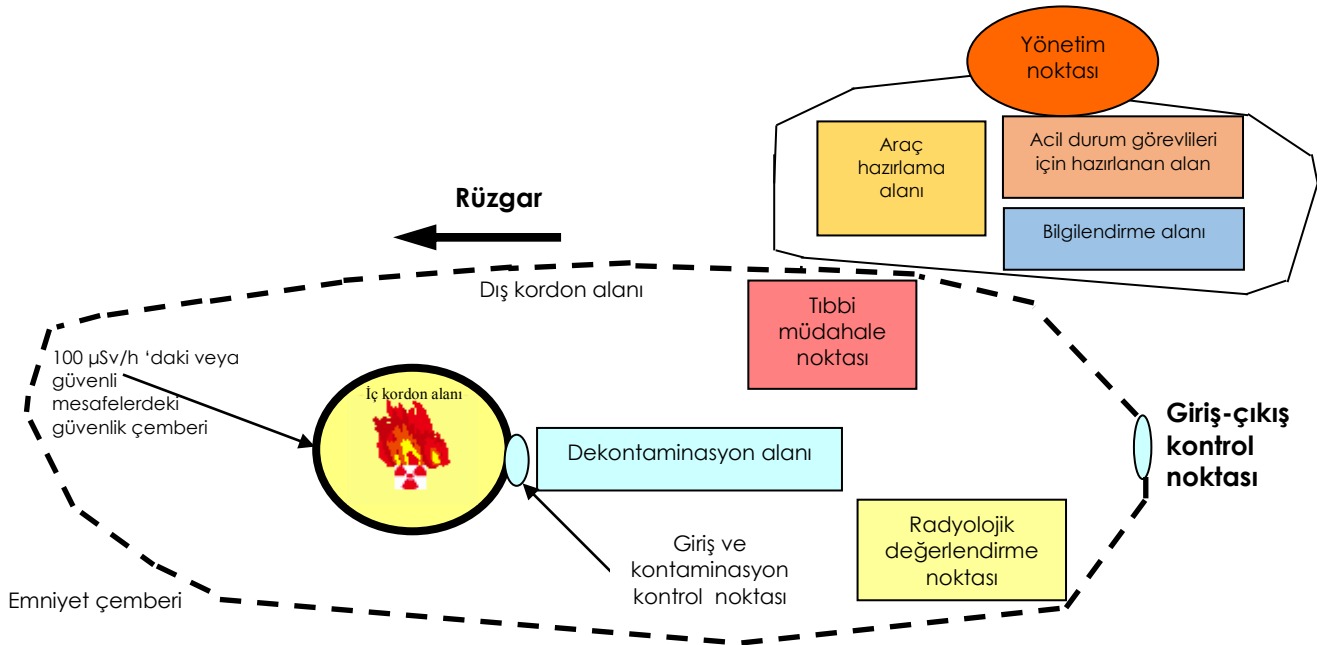 Yönetim
noktası
Araç
hazırlama
alanı
Acil durum görevlileri
için hazırlanan alan
Bilgilendirme alanı
Rüzgar
Dış kordon alanı
Tıbbi
müdahale
noktası
100 µSv/h ‘daki veya
güvenli
mesafelerdeki
güvenlik çemberi
İç kordon alanı
Dekontaminasyon alanı
Giriş-çıkış
kontrol
noktası
Radyolojik
değerlendirme
noktası
Giriş ve
kontaminasyon
kontrol noktası
Emniyet çemberi